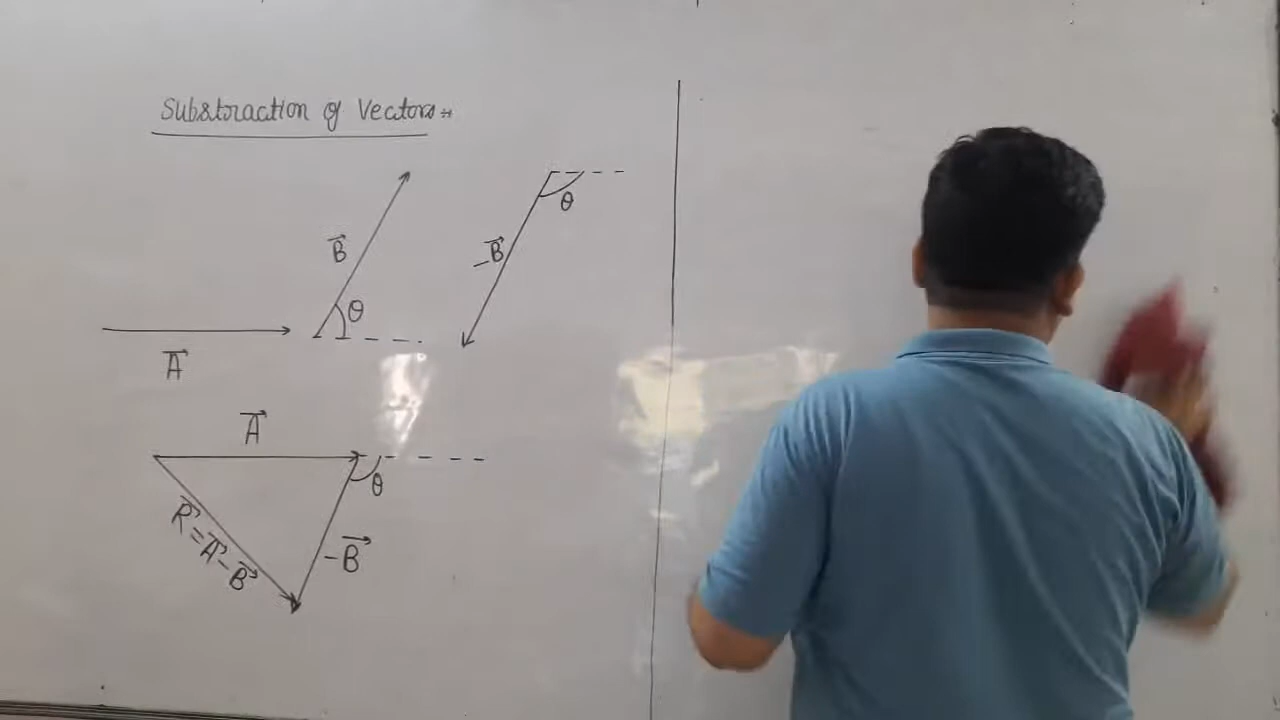 Substraction of Vectors :-
B⃗
θ
-B⃗
θ
A⃗
A⃗
θ
R⃗ = A⃗ - B⃗
-B⃗